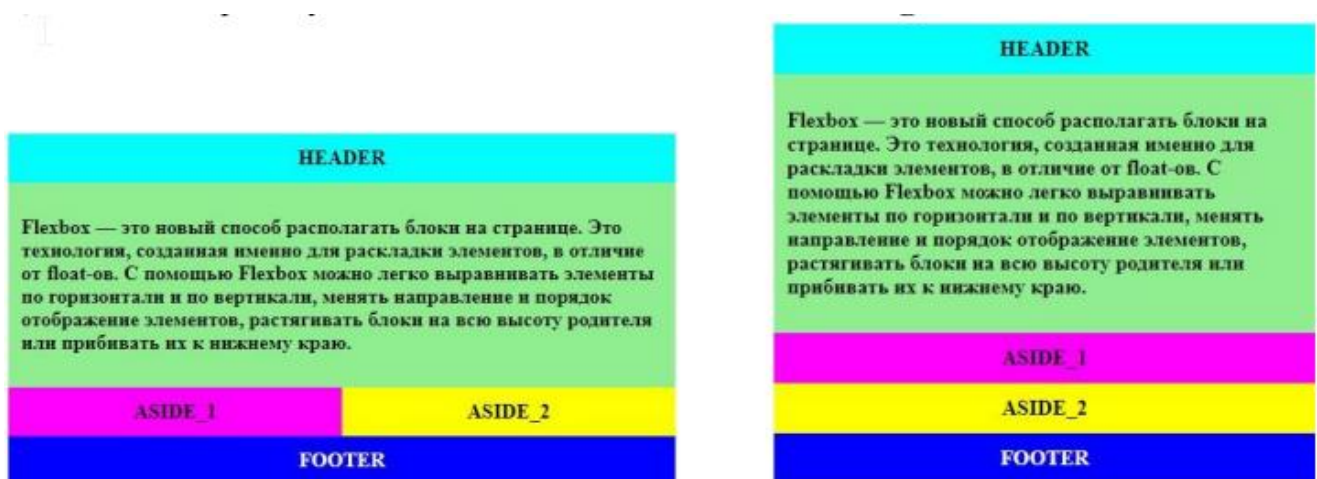 HEADER
Flexbox — это новый способ располагать блоки на странице. Это
технология, созданная именно для раскладки элементов, в отличие
от float-ов. С помощью Flexbox можно легко выравнивать элементы
по горизонтали и по вертикали, менять направление и порядок
отображение элементов, растягивать блоки на всю высоту родителя
или прибивать их к нижнему краю.
ASIDE_1
ASIDE_2
FOOTER
HEADER
Flexbox — это новый способ располагать блоки на
странице. Это технология, созданная именно для
раскладки элементов, в отличие от float-ов. С
помощью Flexbox можно легко выравнивать
элементы по горизонтали и по вертикали, менять
направление и порядок отображение элементов,
растягивать блоки на всю высоту родителя или
прибивать их к нижнему краю.
ASIDE_1
ASIDE_2
FOOTER